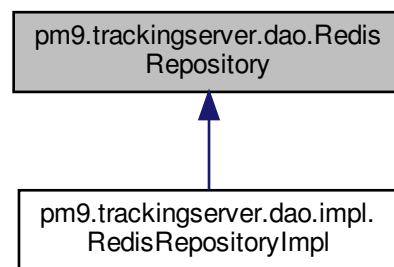 pm9.trackingserver.dao.Redis
Repository
pm9.trackingserver.dao.impl.
RedisRepositoryImpl